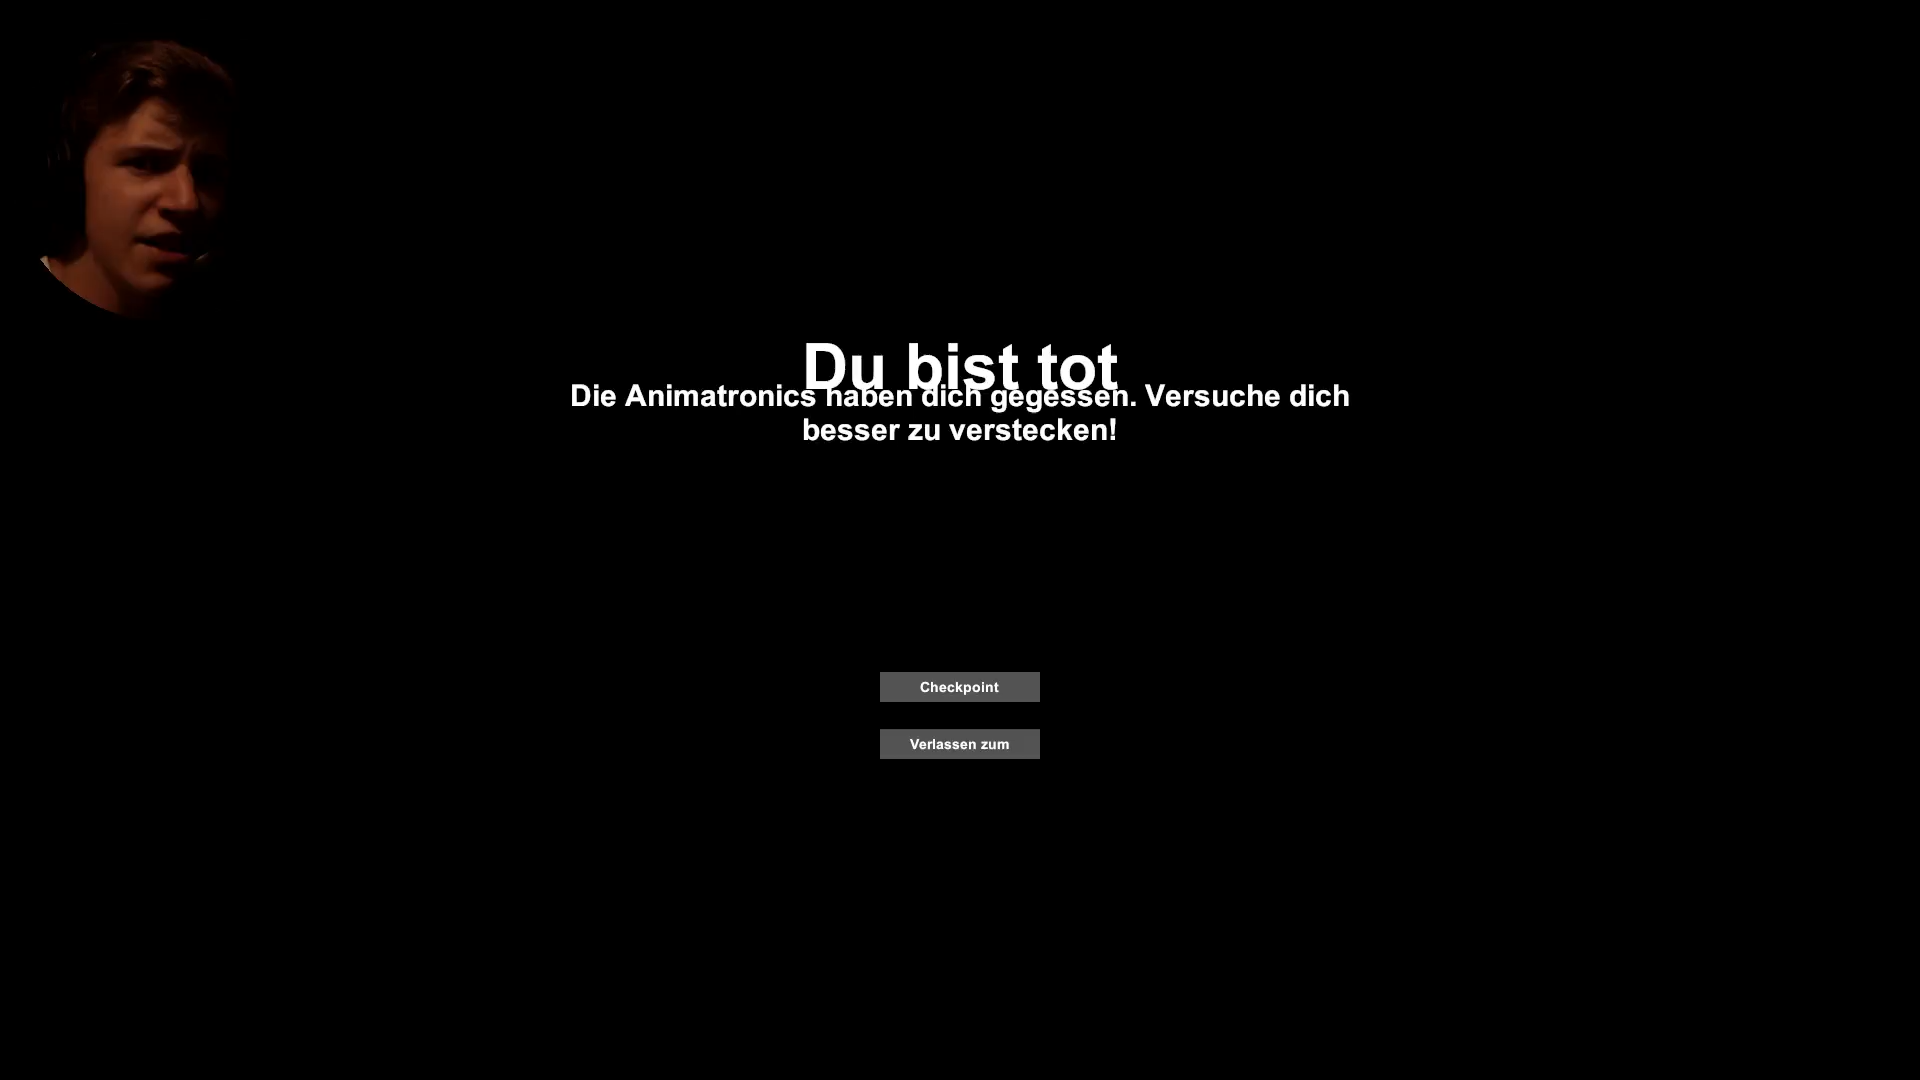 Du bist tot
Die Animatronics haben dich gegessen. Versuche dich
besser zu verstecken!
Checkpoint
Verlassen zum